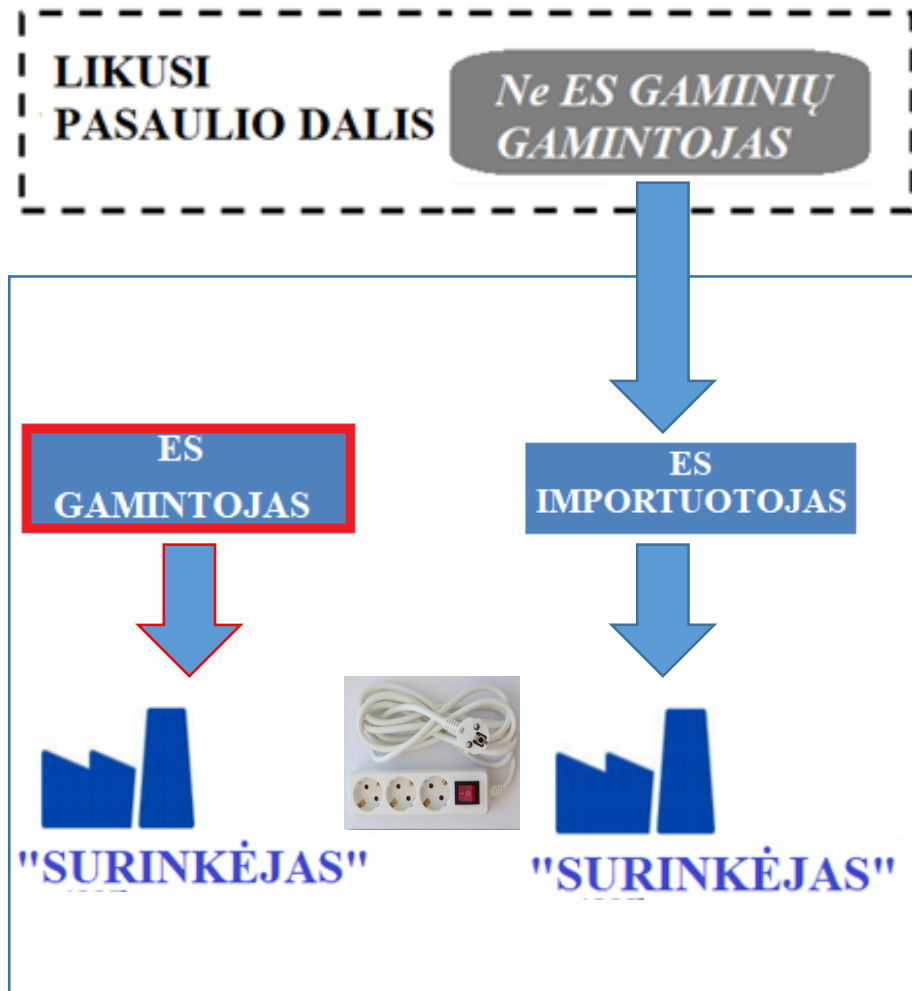 LIKUSI
PASAULIO DALIS
Ne ES GAMINIŲ
GAMINTOJAS
ES
GAMINTOJAS
ES
IMPORTUOTOJAS
"SURINKĖJAS"
"SURINKĖJAS"